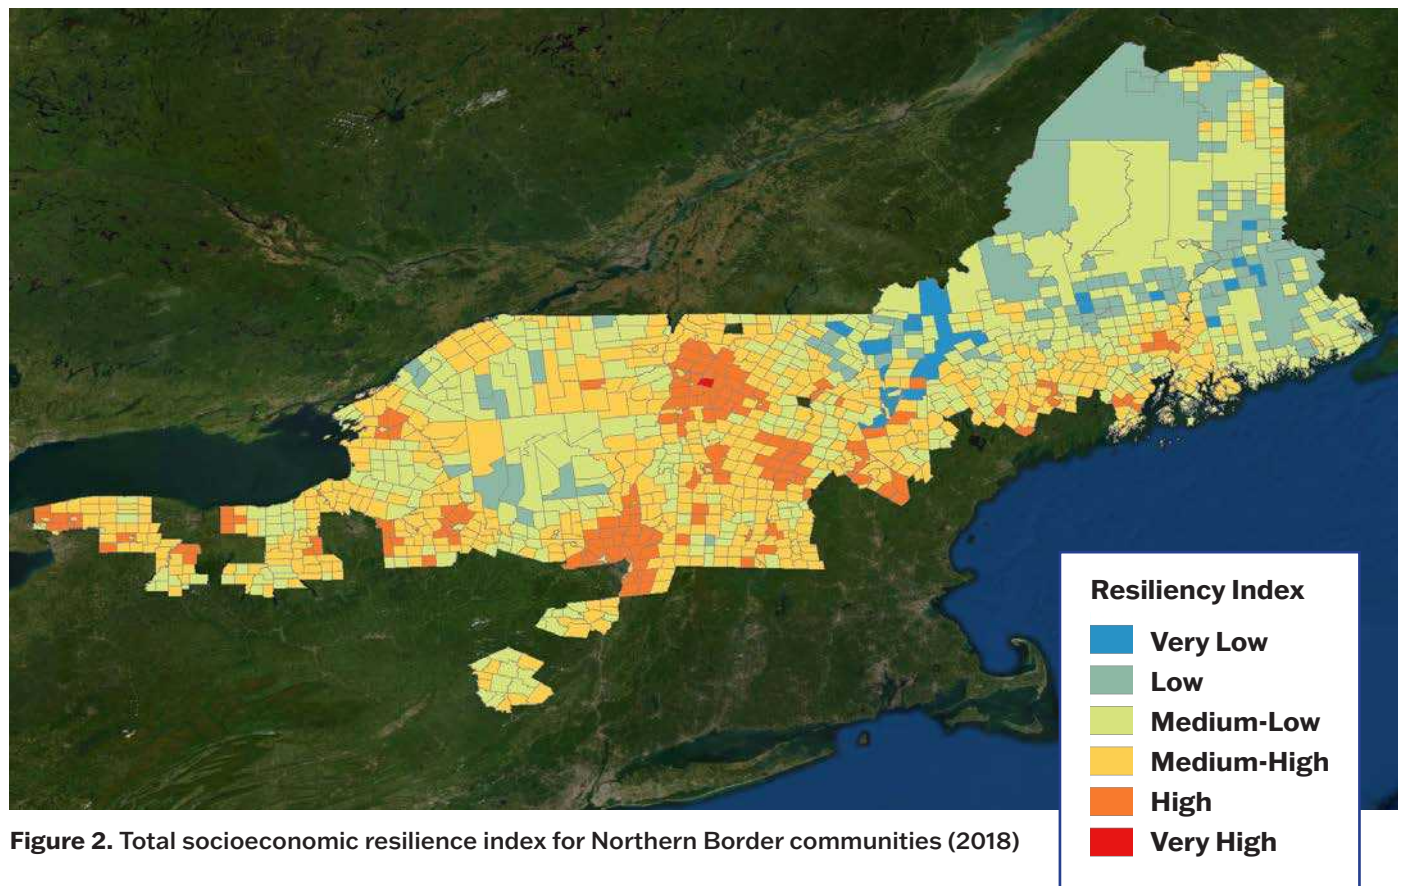 Resiliency Index
Very Low
Low
Medium-Low
Medium-High
High
Very High
Figure 2. Total socioeconomic resilience index for Northern Border communities (2018)